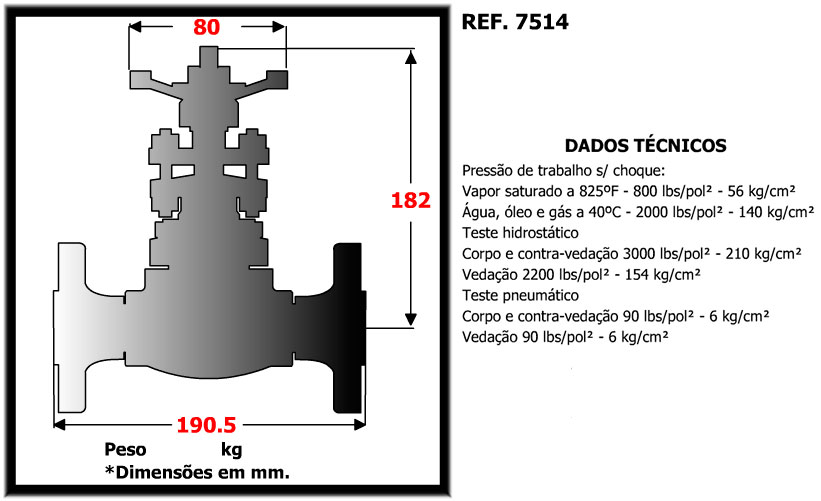 80
REF. 7514
DADOS TÉCNICOS
Pressão de trabalho s/ choque:
Vapor saturado a 825ºF - 800 lbs/pol² - 56 kg/cm²
Água, óleo e gás a 40ºC - 2000 lbs/pol² - 140 kg/cm²
Teste hidrostático
Corpo e contra-vedação 3000 lbs/pol² - 210 kg/cm²
Vedação 2200 lbs/pol² - 154 kg/cm²
Teste pneumático
Corpo e contra-vedação 90 lbs/pol² - 6 kg/cm²
Vedação 90 lbs/pol² - 6 kg/cm²
182
190.5
Peso kg
*Dimensões em mm.